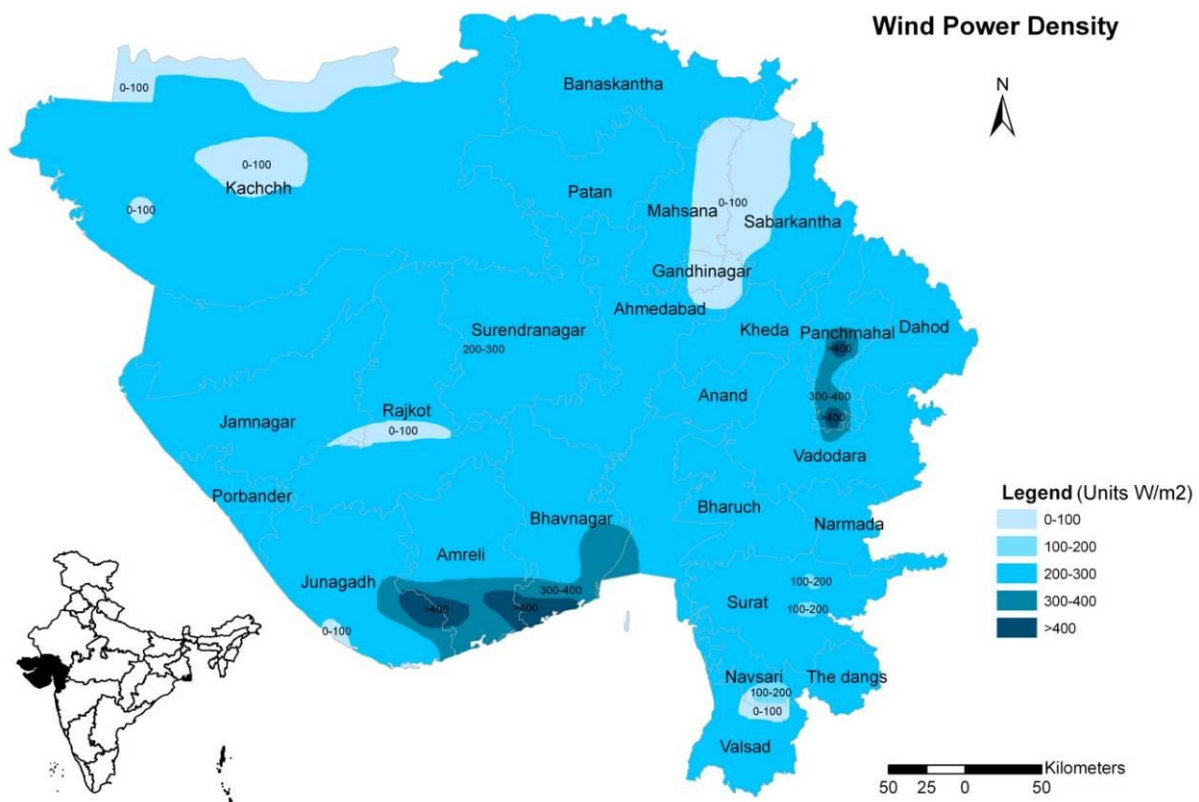 Wind Power Density
N
Banaskantha
0-100
0-100
Kachchh
Patan
0-100
Mahsana
0-100
Sabarkantha
Gandhinagar
Ahmedabad
Surendranagar
200-300
Kheda
Panchmahal
Dahod
>400
Anand
300-400
>400
Rajkot
0-100
Jamnagar
Vadodara
Porbander
Bharuch
Narmada
Bhavnagar
Amreli
Junagadh
300-400
>400
>400
0-100
100-200
Surat
100-200
Navsari
The dangs
100-200
0-100
Valsad
Legend (Units W/m2)
0-100
100-200
200-300
300-400
>400
Kilometers
50 25 0 50